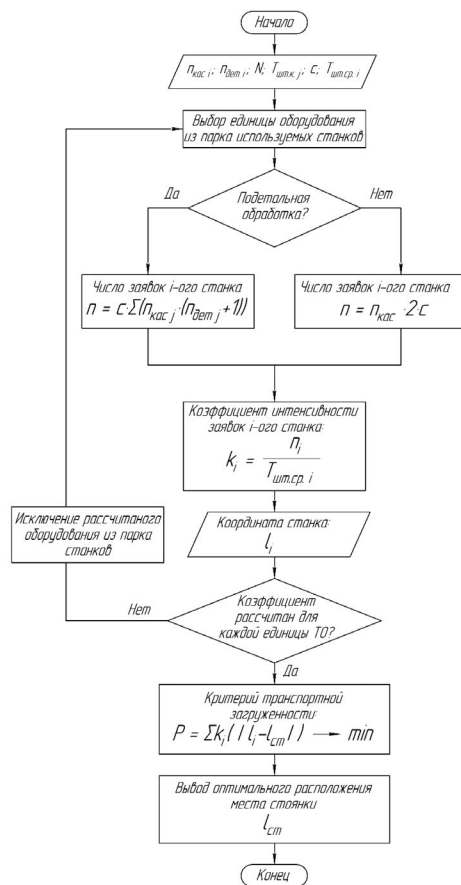 Начало
n_кас i; n_дет i; N; T_шт.к. j; c; T_шт.ср. i
Выбор единицы оборудования
из парка используемых станков
Да
Подетальная
обработка?
Нет
Число заявок i-ого станка
n = c·Σ(n_кас j·(n_дет j+1))
Число заявок i-ого станка
n = n_кас ·2·c
Коэффициент интенсивности
заявок i-ого станка:
k_i = n_i / T_шт.ср. i
Исключение рассчитаного
оборудования из парка
станков
Координата станка:
l_i
Нет
Коэффициент
рассчитан для
каждой единицы ТО?
Да
Критерий транспортной
загруженности:
P = Σk_i(|l_i-l_ст|) → min
Вывод оптимального расположения
места стоянки
l_ст
Конец